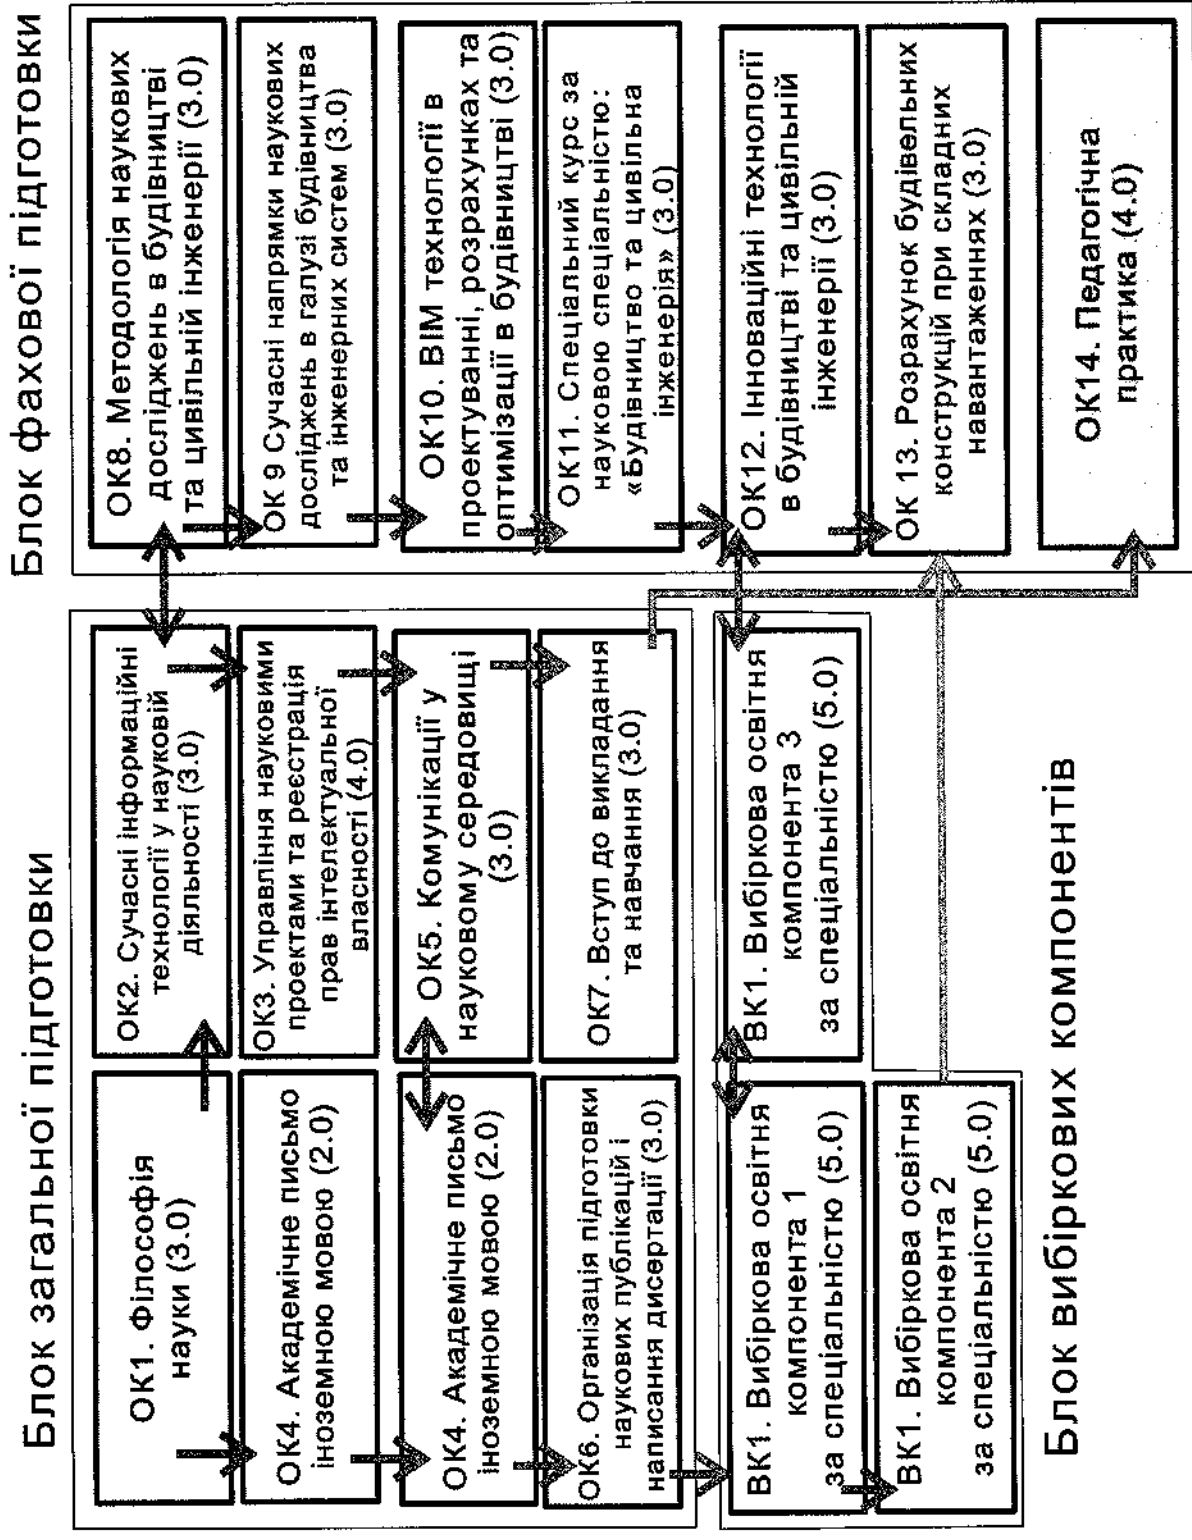 Блок загальної підготовки
ОК1. Філософія
науки (3.0)
ОК2. Сучасні інформаційні
технології у науковій
діяльності (3.0)
ОК4. Академічне письмо
іноземною мовою (2.0)
ОК3. Управління науковими
проектами та реєстрація
прав інтелектуальної
власності (4.0)
ОК4. Академічне письмо
іноземною мовою (2.0)
ОК5. Комунікації у
науковому середовищі
(3.0)
ОК6. Організація підготовки
наукових публікацій і
написання дисертації (3.0)
ОК7. Вступ до викладання
та навчання (3.0)
Блок фахової підготовки
ОК8. Методологія наукових
досліджень в будівництві
та цивільній інженерії (3.0)
ОК 9 Сучасні напрямки наукових
досліджень в галузі будівництва
та інженерних систем (3.0)
ОК10. BIM технології в
проектуванні, розрахунках та
оптимізації в будівництві (3.0)
ОК11. Спеціальний курс за
науковою спеціальністю:
«Будівництво та цивільна
інженерія» (3.0)
ОК12. Інноваційні технології
в будівництві та цивільній
інженерії (3.0)
ОК 13. Розрахунок будівельних
конструкцій при складних
навантаженнях (3.0)
ОК14. Педагогічна
практика (4.0)
ВК1. Вибіркова освітня
компонента 1
за спеціальністю (5.0)
ВК1. Вибіркова освітня
компонента 3
за спеціальністю (5.0)
ВК1. Вибіркова освітня
компонента 2
за спеціальністю (5.0)
Блок вибіркових компонентів